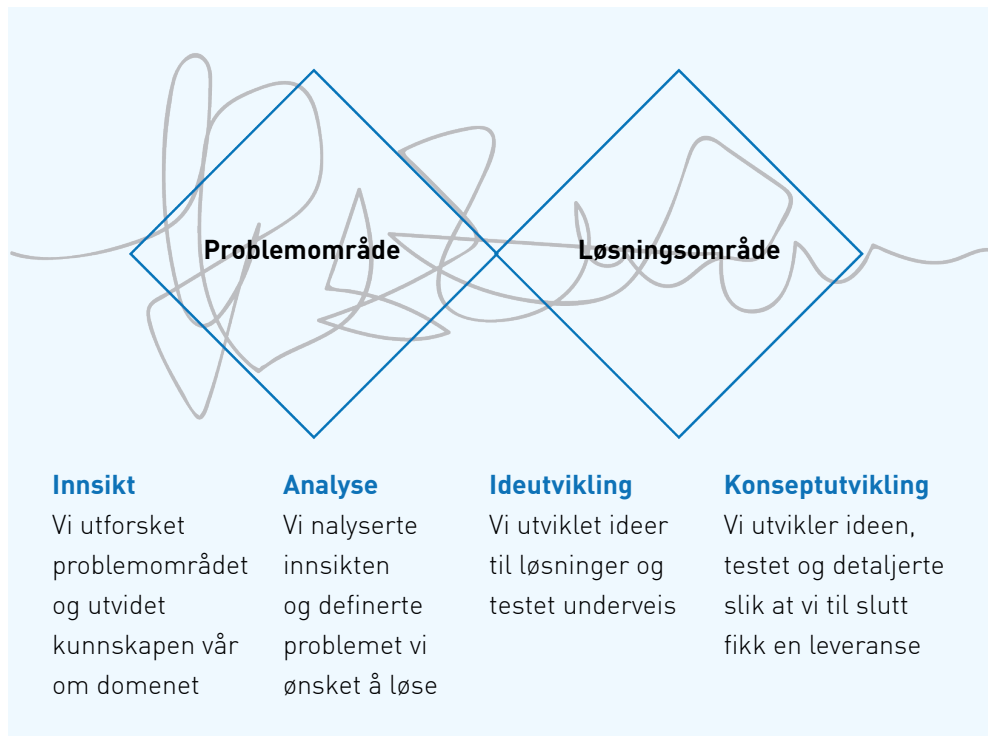 Problemområde
Løsningsområde
Innsikt
Vi utforsket
problemområdet
og utvidet
kunnskapen vår
om domenet
Analyse
Vi nalyserte
innsikten
og definerte
problemet vi
ønsket å løse
Ideutvikling
Vi utviklet ideer
til løsninger og
testet underveis
Konseptutvikling
Vi utvikler ideen,
testet og detaljerte
slik at vi til slutt
fikk en leveranse